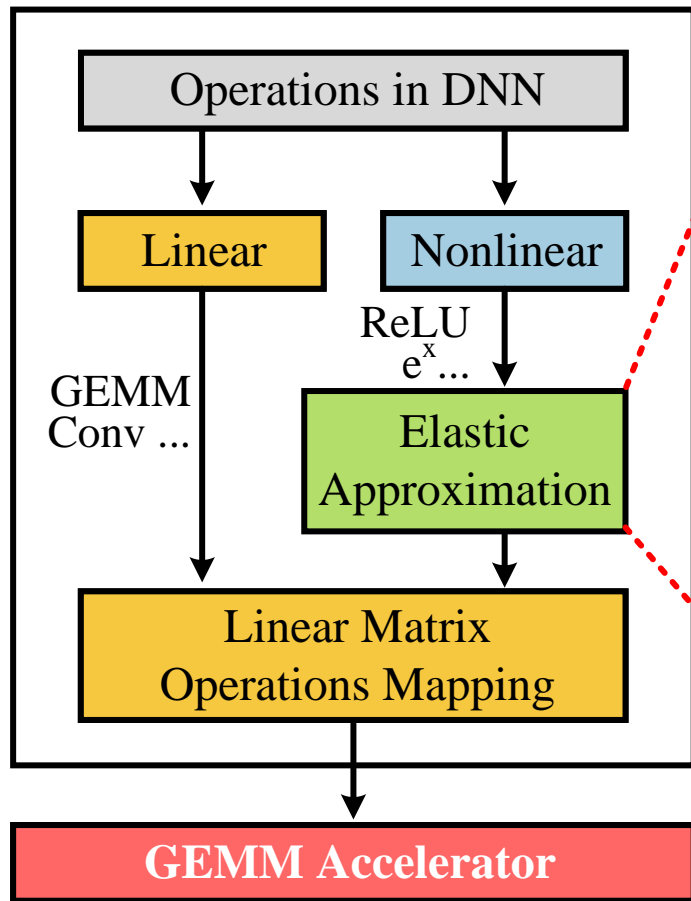 Operations in DNN
Linear
Nonlinear
ReLU
e^x...
GEMM
Conv ...
Elastic
Approximation
Linear Matrix
Operations Mapping
GEMM Accelerator